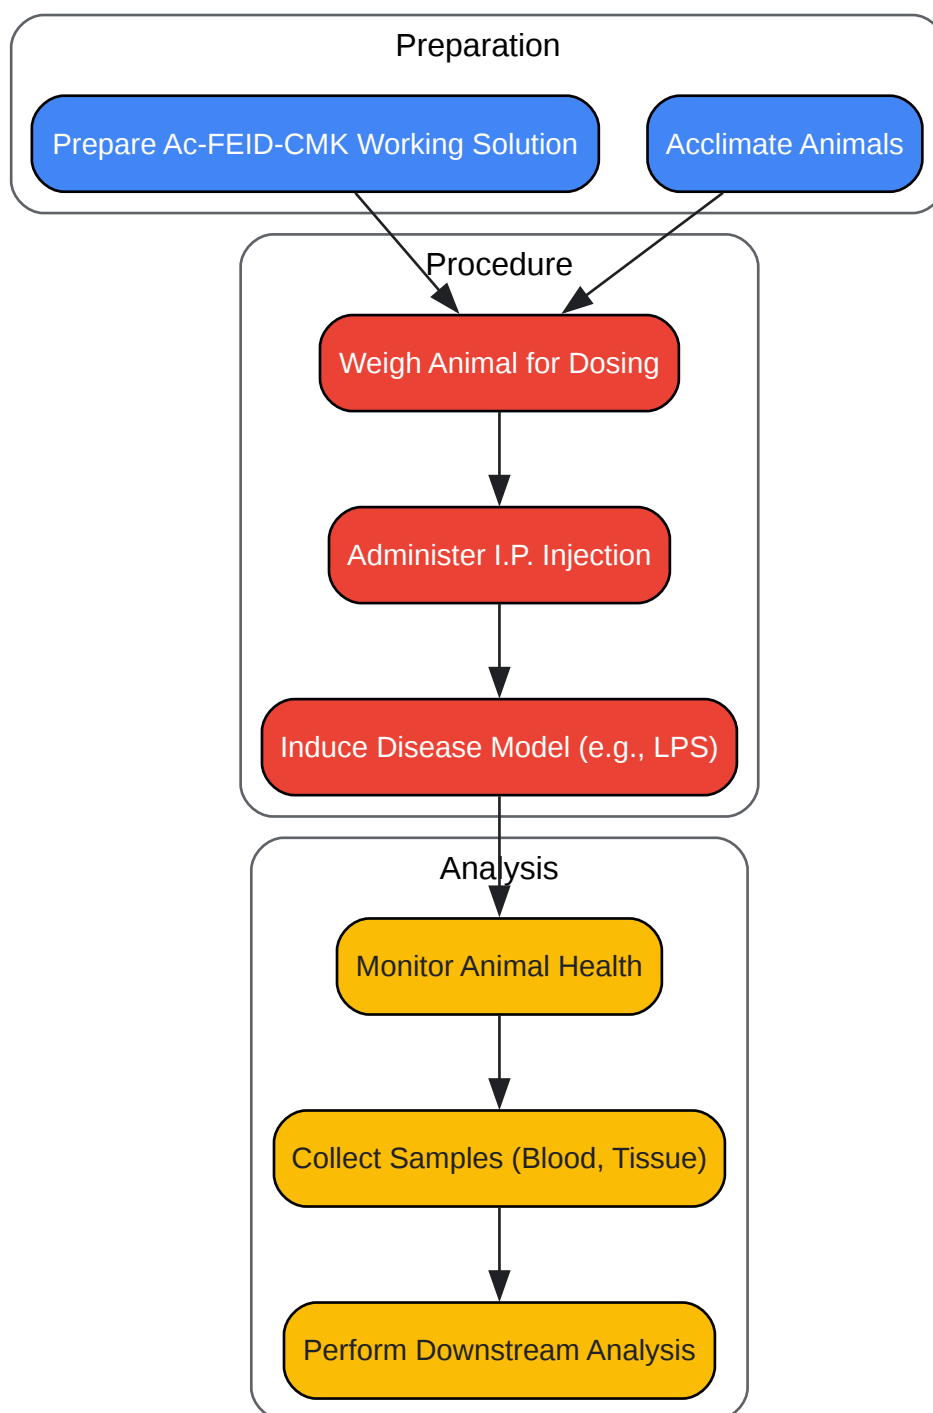 Preparation
Prepare Ac-FEID-CMK Working Solution
Acclimate Animals
Procedure
Weigh Animal for Dosing
Administer I.P. Injection
Induce Disease Model (e.g., LPS)
Analysis
Monitor Animal Health
Collect Samples (Blood, Tissue)
Perform Downstream Analysis